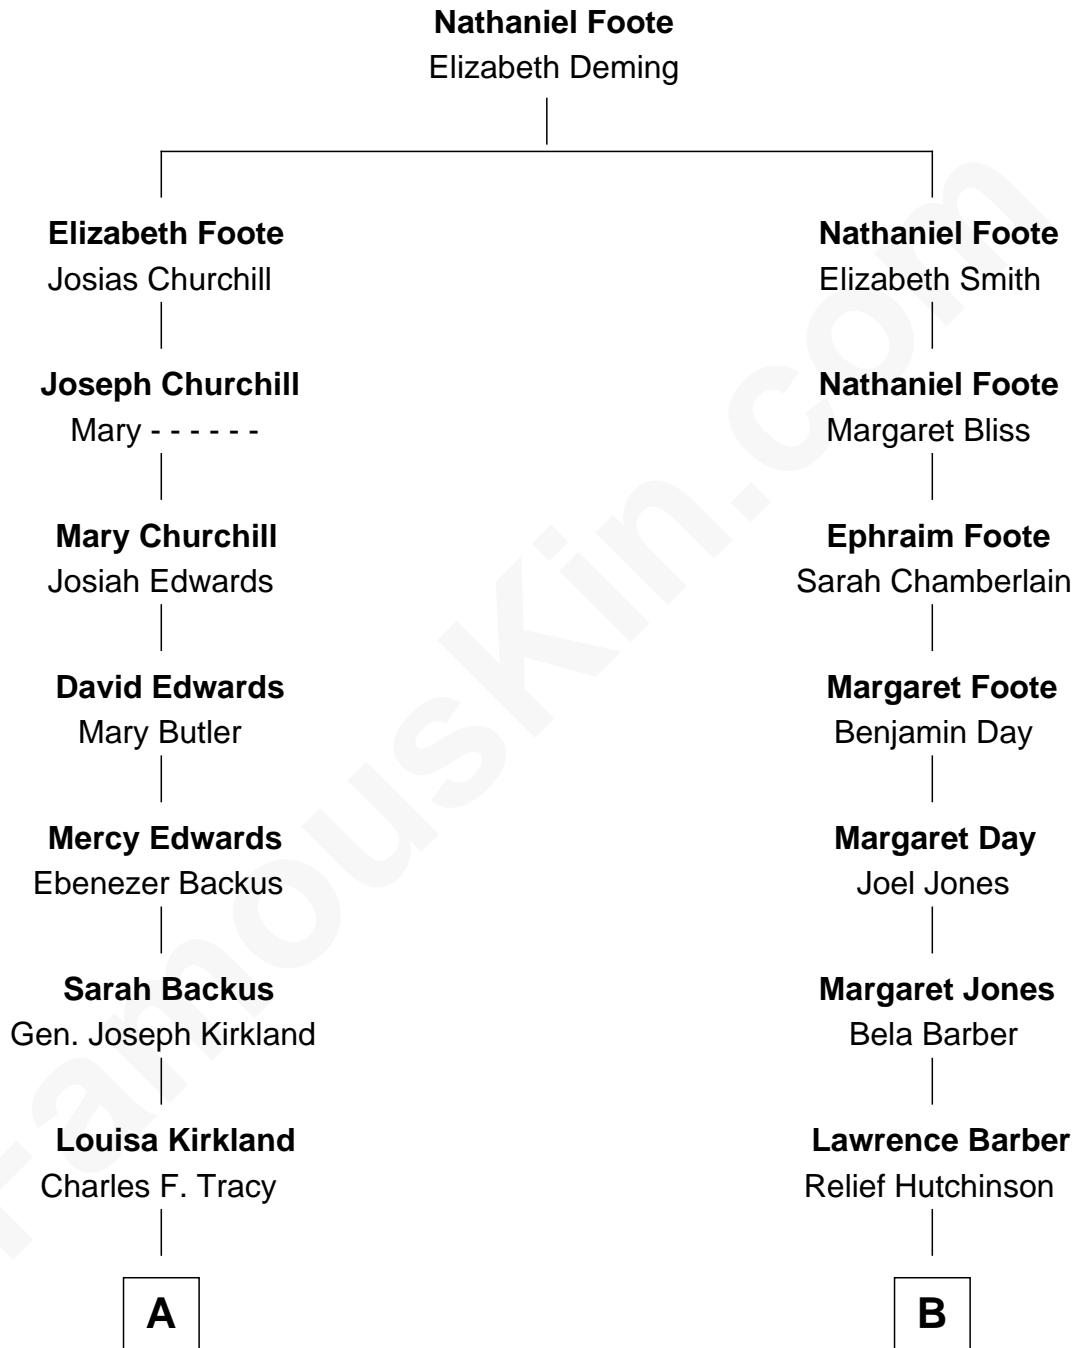 Nathaniel Foote
Elizabeth Deming
Elizabeth Foote
Josias Churchill
Nathaniel Foote
Elizabeth Smith
Joseph Churchill
Mary - - - - - -
Nathaniel Foote
Margaret Bliss
Mary Churchill
Josiah Edwards
Ephraim Foote
Sarah Chamberlain
David Edwards
Mary Butler
Margaret Foote
Benjamin Day
Mercy Edwards
Ebenezer Backus
Margaret Day
Joel Jones
Sarah Backus
Gen. Joseph Kirkland
Margaret Jones
Bela Barber
Louisa Kirkland
Charles F. Tracy
Lawrence Barber
Relief Hutchinson
A
B
FamousKin.com